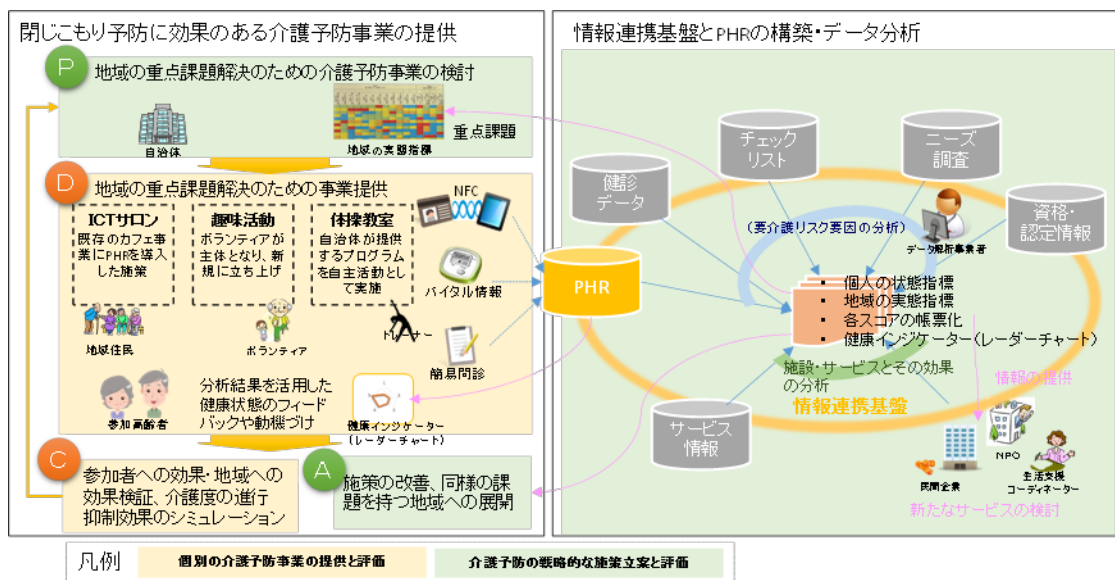 閉じこもり予防に効果のある介護予防事業の提供
P
地域の重点課題解決のための介護予防事業の検討
自治体
地域の実態指標
重点課題
D
地域の重点課題解決のための事業提供
ICTサロン
既存のカフェ事
業にPHRを導入
した施策
趣味活動
ボランティアが
主体となり、新
規に立ち上げ
体操教室
自治体が提供
するプログラム
を自主活動とし
て実施
NFC
バイタル情報
簡易問診
地域住民
ボランティア
トレーナー
参加高齢者
分析結果を活用した
健康状態のフィード
バックや動機づけ
健康インジケーター
(レーダーチャート)
C
参加者への効果・地域への
効果検証、介護度の進行
抑制効果のシミュレーション
A
施策の改善、同様の課
題を持つ地域への展開
情報連携基盤とPHRの構築・データ分析
チェック
リスト
ニーズ
調査
健診
データ
資格・
認定情報
(要介護リスク要因の分析)
データ解析事業者
PHR
• 個人の状態指標
• 地域の実態指標
• 各スコアの帳票化
• 健康インジケーター(レーダーチャート)
施設・サービスとその効果
の分析
情報連携基盤
情報の提供
サービス
情報
民間企業
NPO
生活支援
コーディネーター
新たなサービスの検討
凡例
個別の介護予防事業の提供と評価
介護予防の戦略的な施策立案と評価